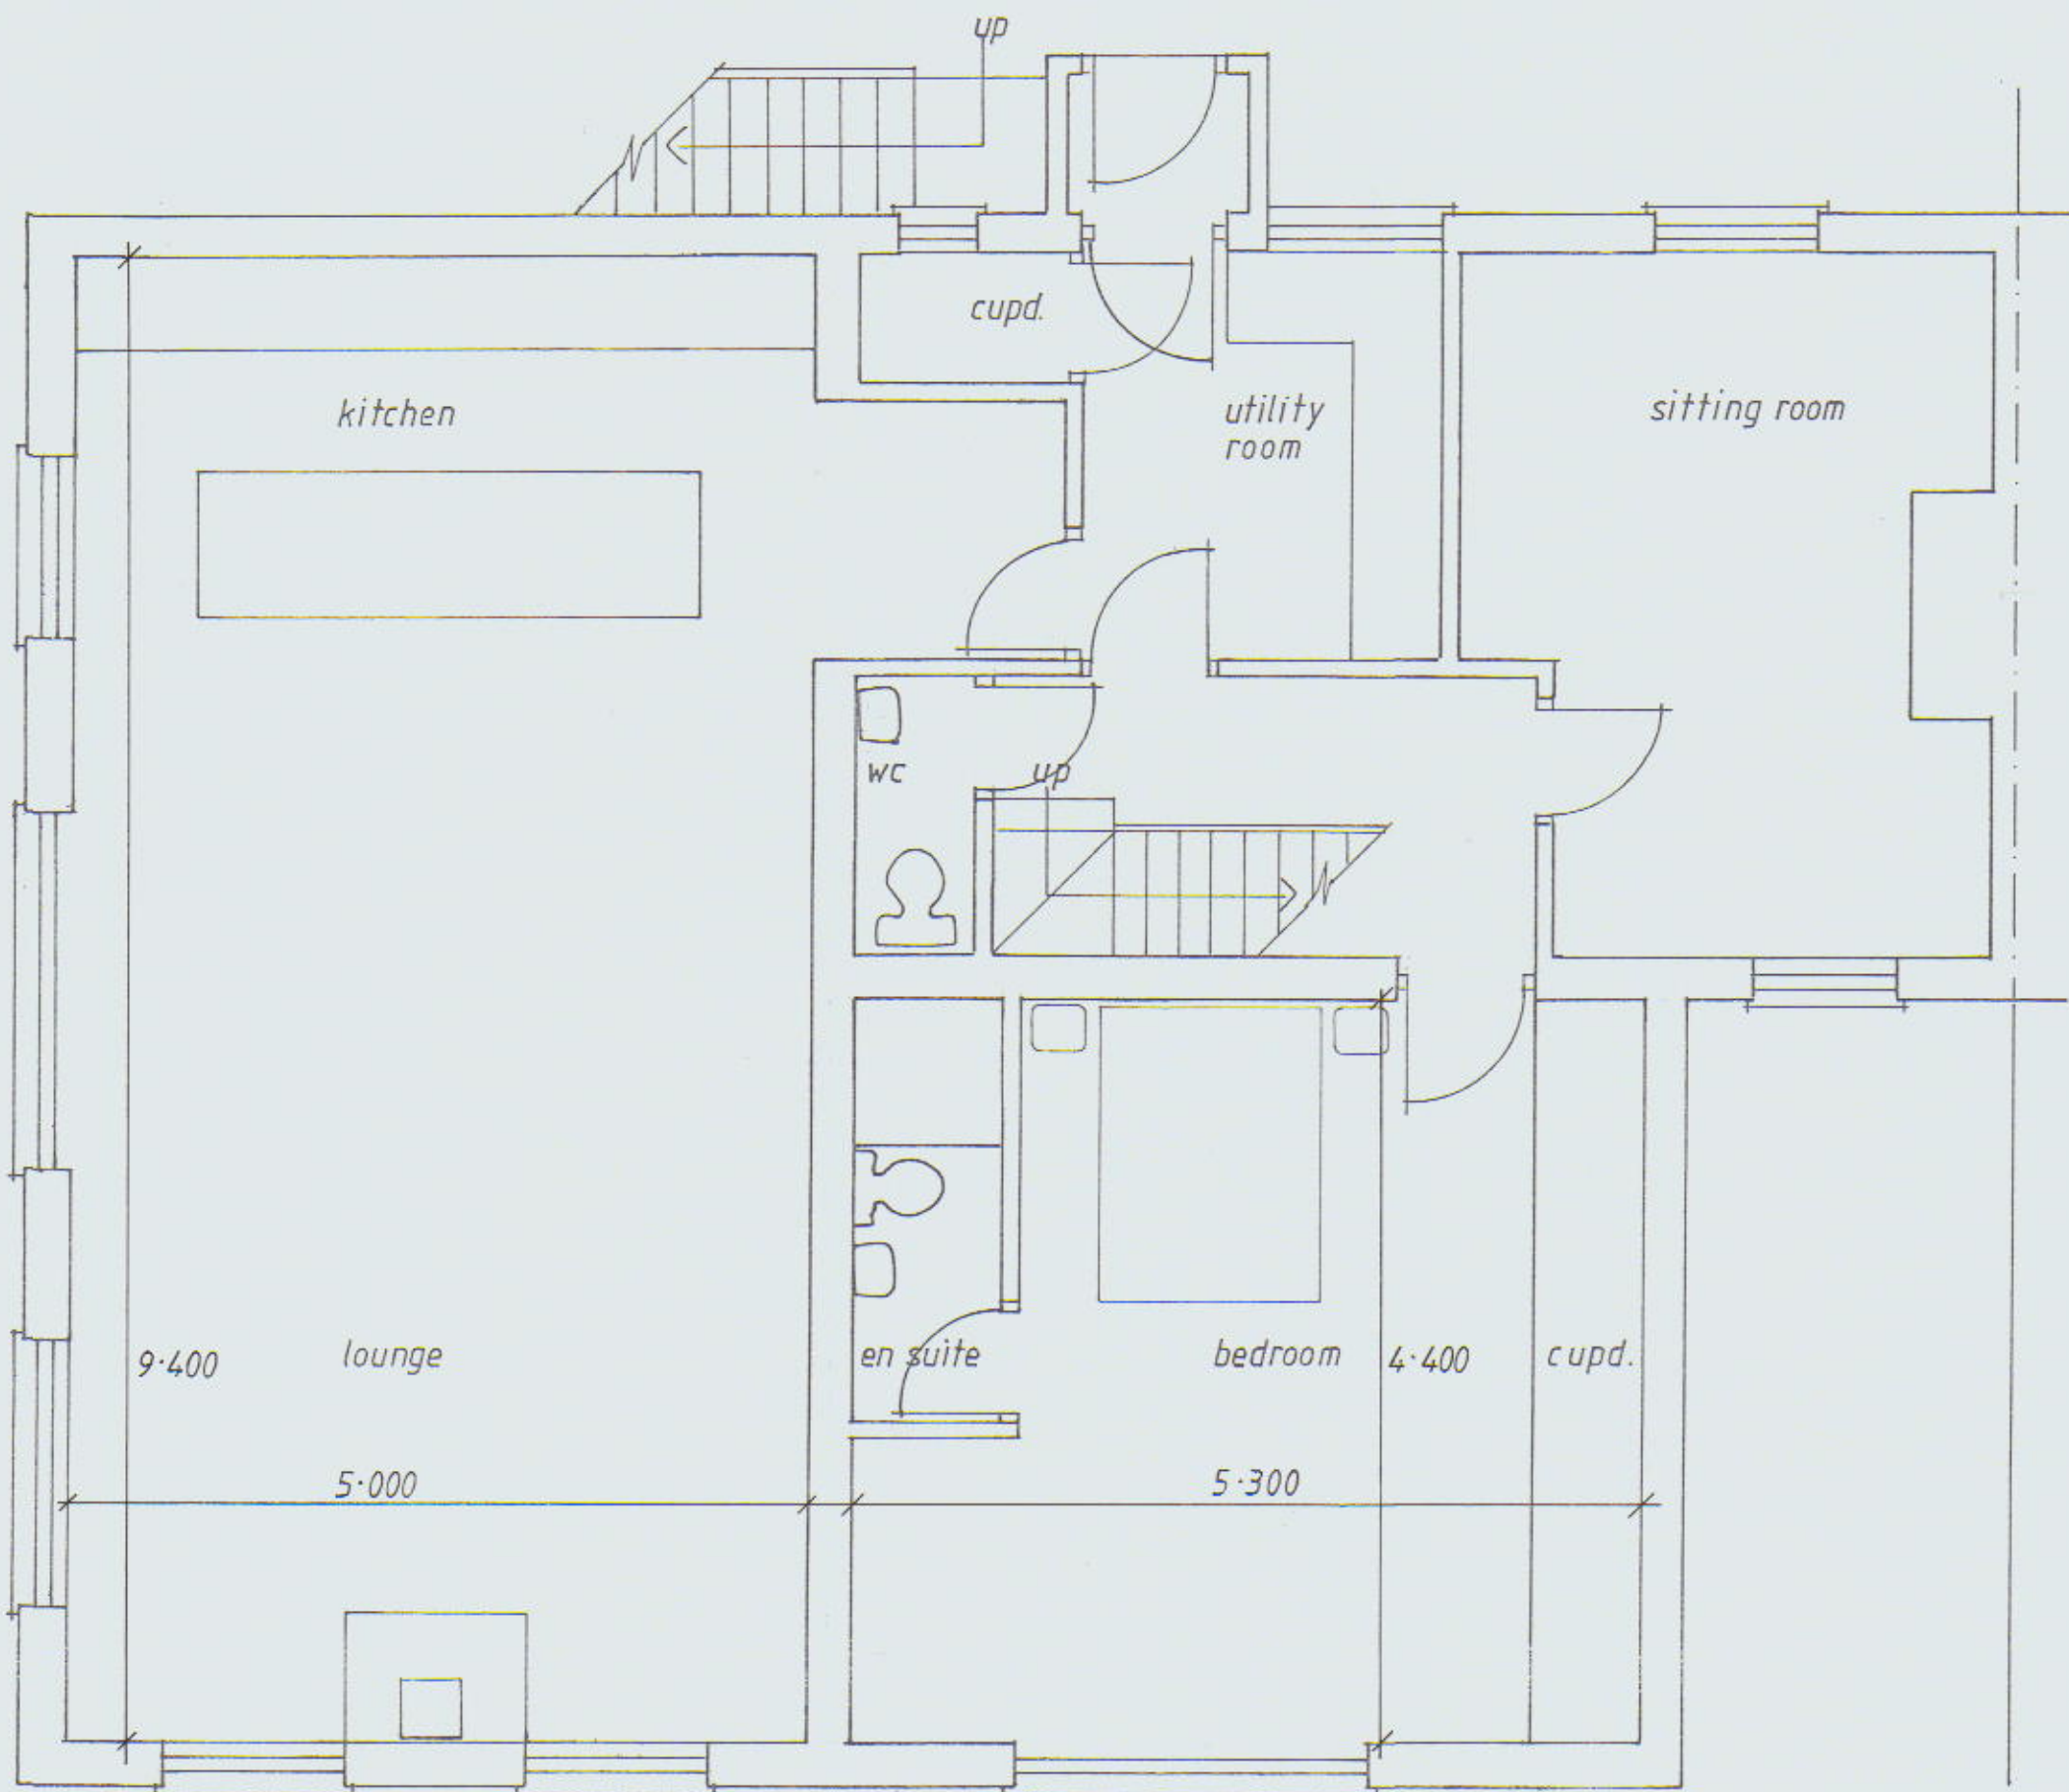 up
cupd.
kitchen
utility
room
sitting room
wc
up
9·400
lounge
en suite
bedroom
4·400
cupd.
5·000
5·300